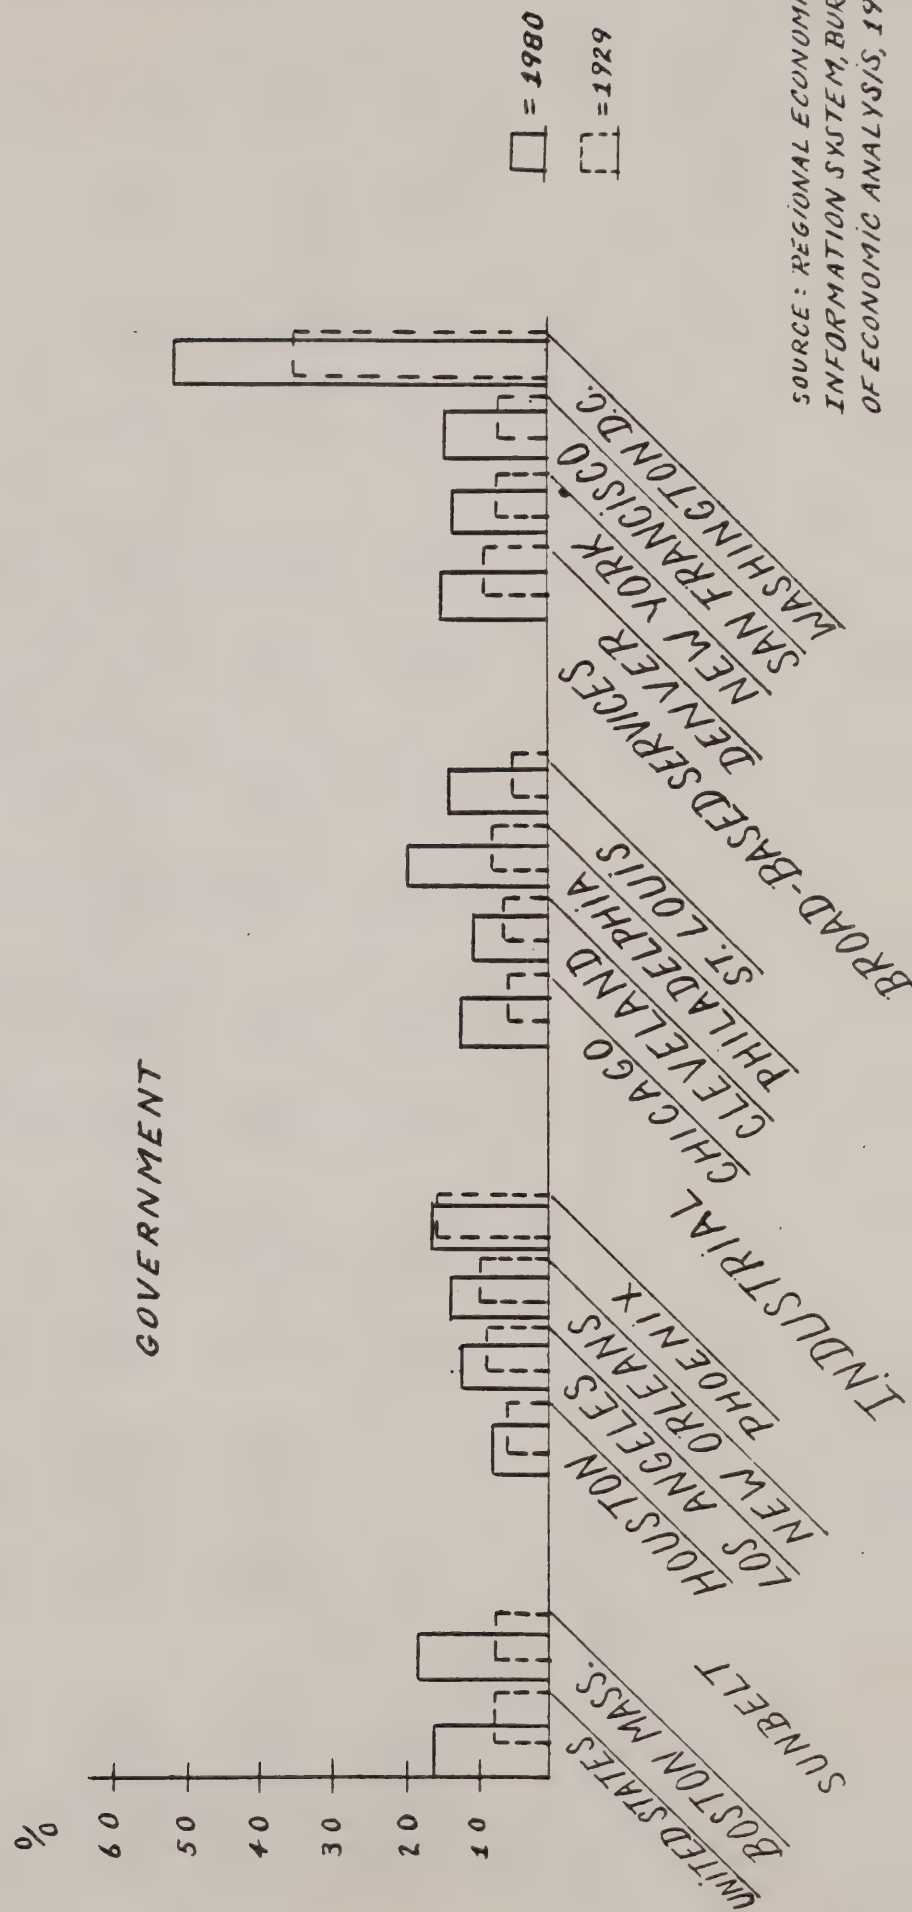 GOVERNMENT
%
60
50
40
30
20
10
= 1980
= 1929
UNITED STATES
BOSTON MASS.
HOUSTON
LOS ANGELES
NEW ORLEANS
PHOENIX
SUNBELT
CHICAGO
CLEVELAND
PHILADELPHIA
ST. LOUIS
INDUSTRIAL
DENVER
NEW YORK
SAN FRANCISCO
WASHINGTON D.C.
BROAD-BASED SERVICES
SOURCE: REGIONAL ECONOMI
INFORMATION SYSTEM, BUR
OF ECONOMIC ANALYSIS, 19